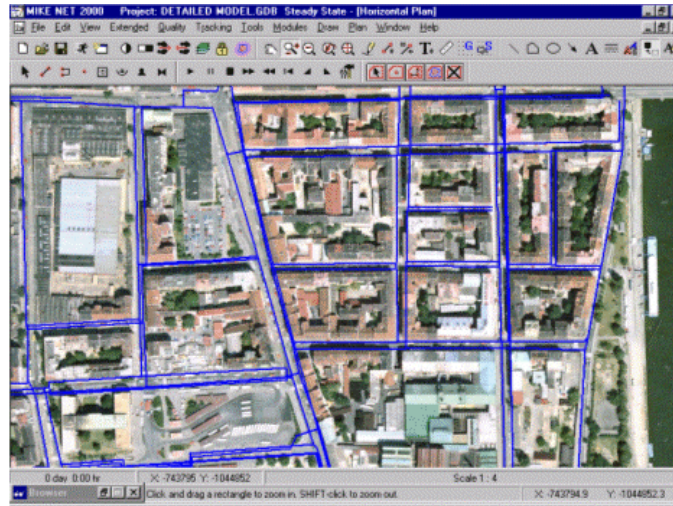 MIKE NET 2000    Project: DETAILED MODEL.GDB  Steady State - [Horizontal Plan]
File Edit View Extended Quality Tracking Tools Modules Draw Plan Window Help
T. G S A A
0 day 0:00 hr X: -743795 Y: -1044852 Scale 1 : 4
Browser Click and drag a rectangle to zoom in. SHIFT-click to zoom out. X: -743794.9 Y: -1044852.3